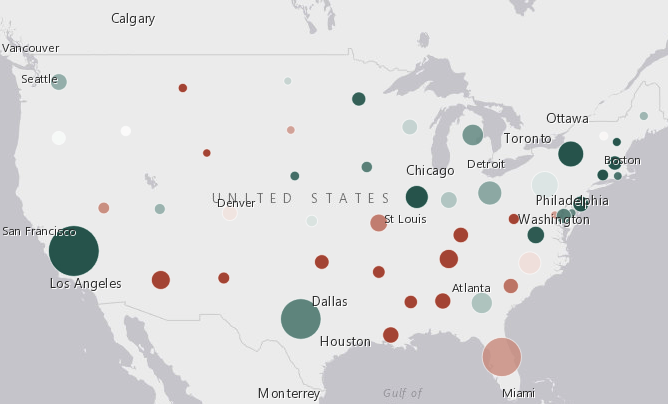 Calgary
Vancouver
Seattle
Ottawa
Toronto
Boston
Detroit
Chicago
UNITED STATES
Denver
Philadelphia
St Louis
Washington
San Francisco
Los Angeles
Atlanta
Dallas
Houston
Monterrey
Gulf of
Miami